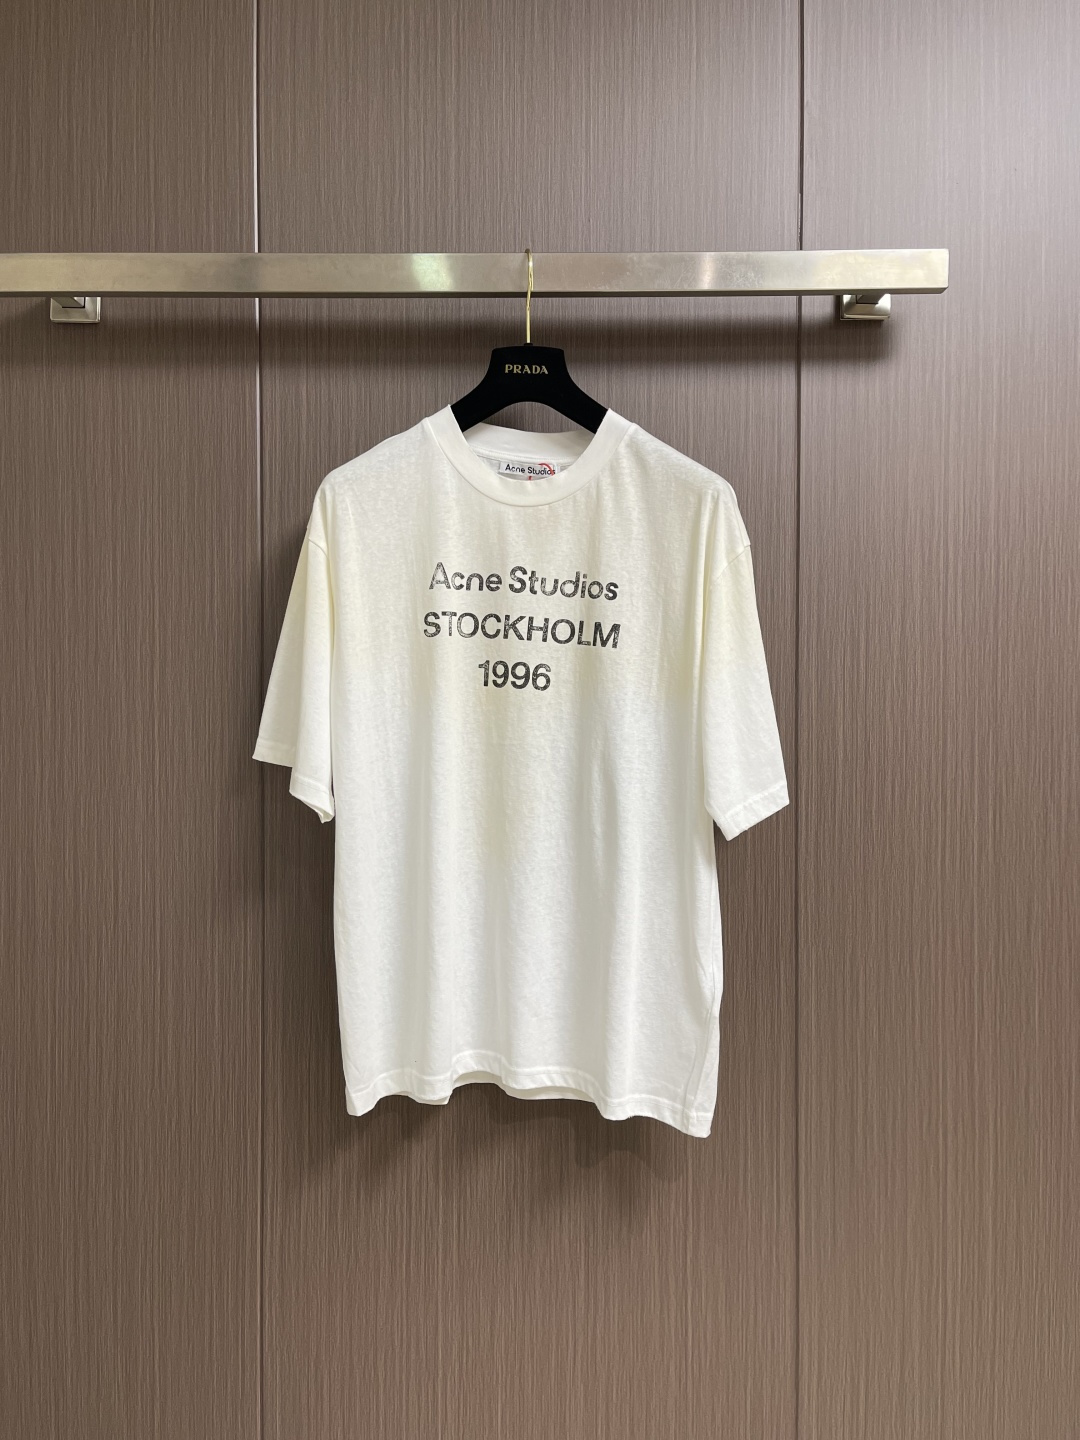 PRADA
Acne Studios
Acne Studios
STOCKHOLM
1996